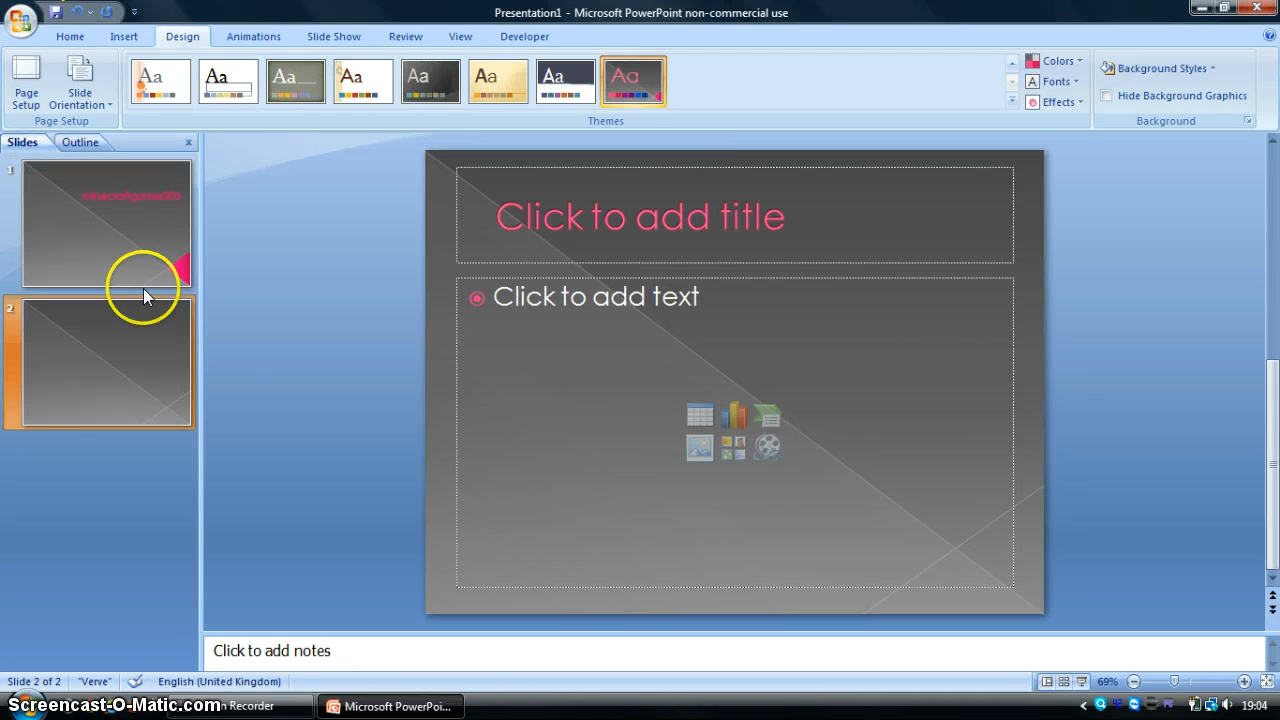 Presentation1 - Microsoft PowerPoint non-commercial use
Home Insert Design Animations Slide Show Review View Developer
Page Setup
Slide Orientation
Page Setup
Aa Aa Aa Aa Aa Aa Aa Aa
Themes
Colors
Fonts
Effects
Background Styles
Hide Background Graphics
Background
Slides Outline
1
minecraftgamer303
2
Click to add title
Click to add text
Click to add notes
Slide 2 of 2 "Verve" English (United Kingdom) 69%
Screencast-O-Matic.com
Recorder
Microsoft PowerPoi...
19:04